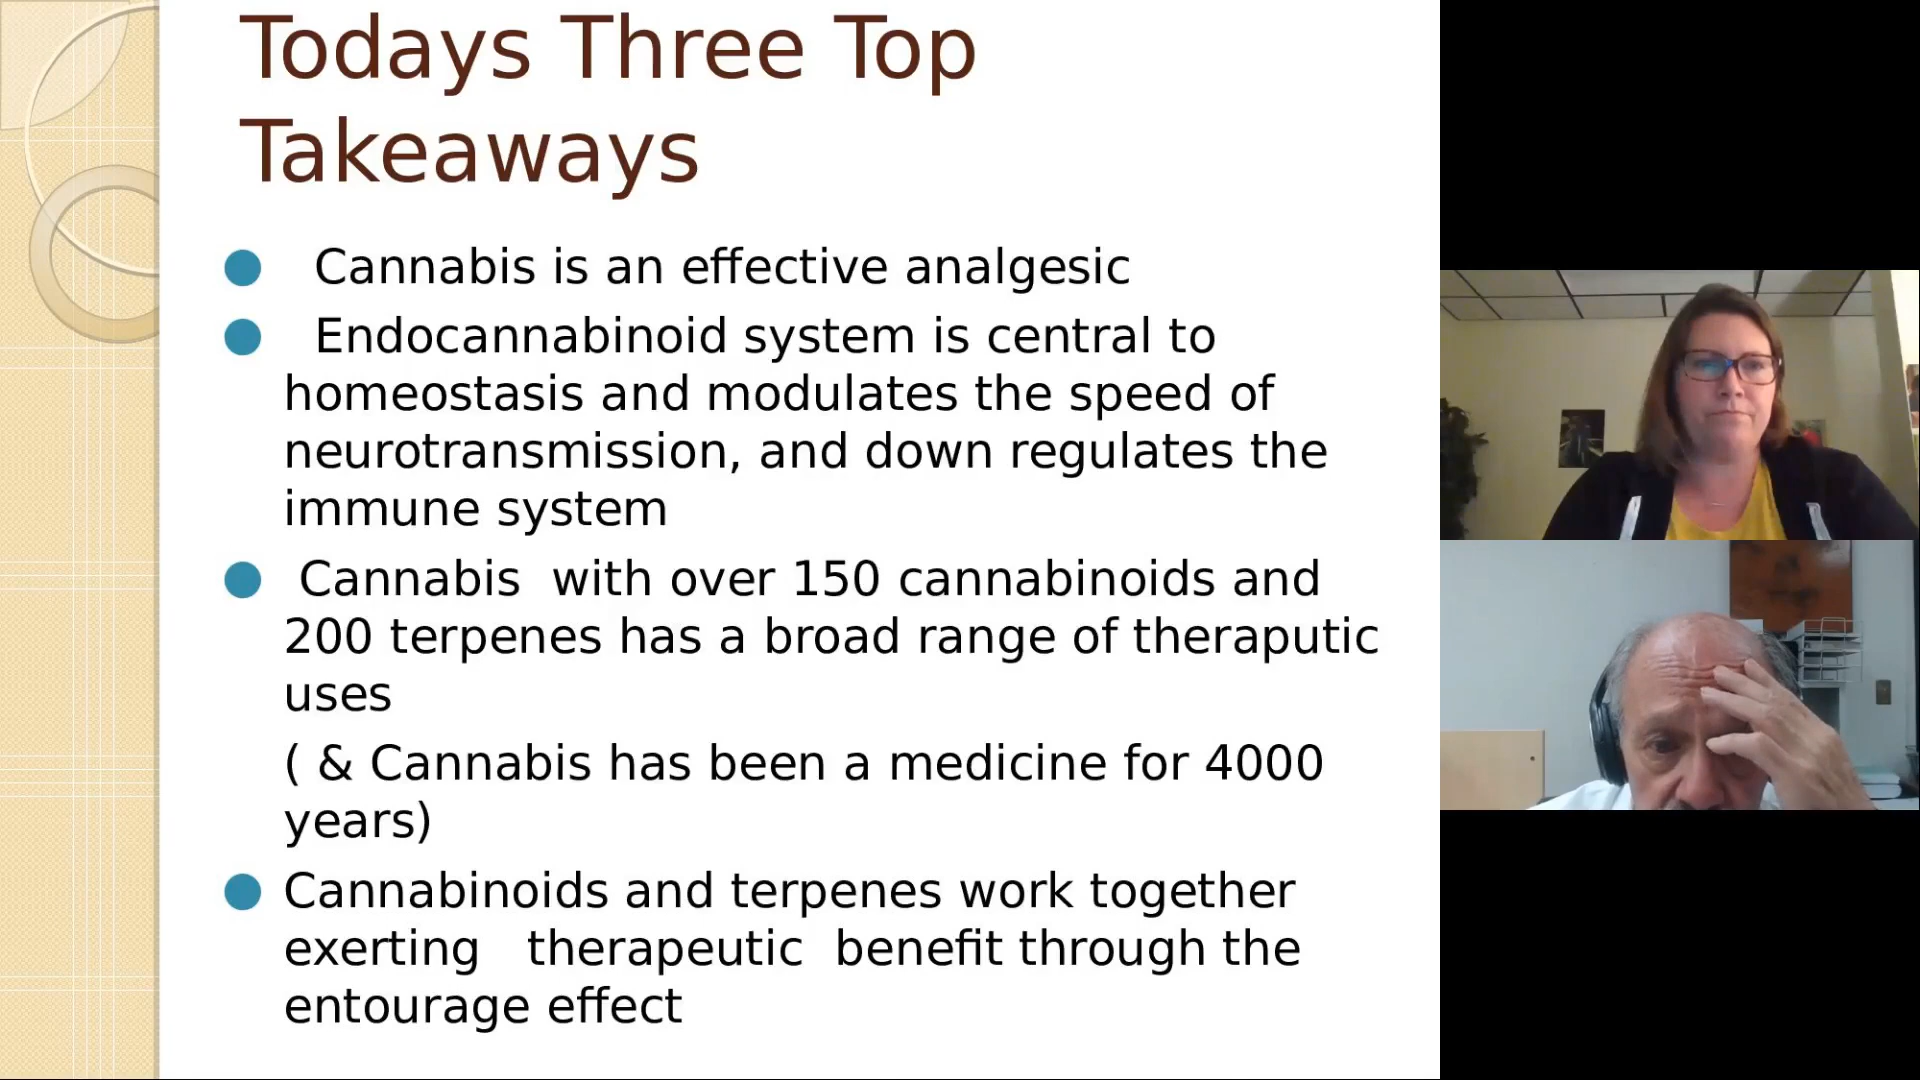 Todays Three Top
Takeaways
Cannabis is an effective analgesic
Endocannabinoid system is central to
homeostasis and modulates the speed of
neurotransmission, and down regulates the
immune system
Cannabis with over 150 cannabinoids and
200 terpenes has a broad range of theraputic
uses
( & Cannabis has been a medicine for 4000
years)
Cannabinoids and terpenes work together
exerting therapeutic benefit through the
entourage effect